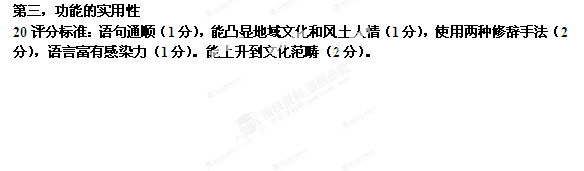 第三，功能的实用性
20 评分标准：语句通顺（1 分），能凸显地域文化和风土人情（1 分），使用两种修辞手法（2
分），语言富有感染力（1 分）。能上升到文化范畴（2 分）。